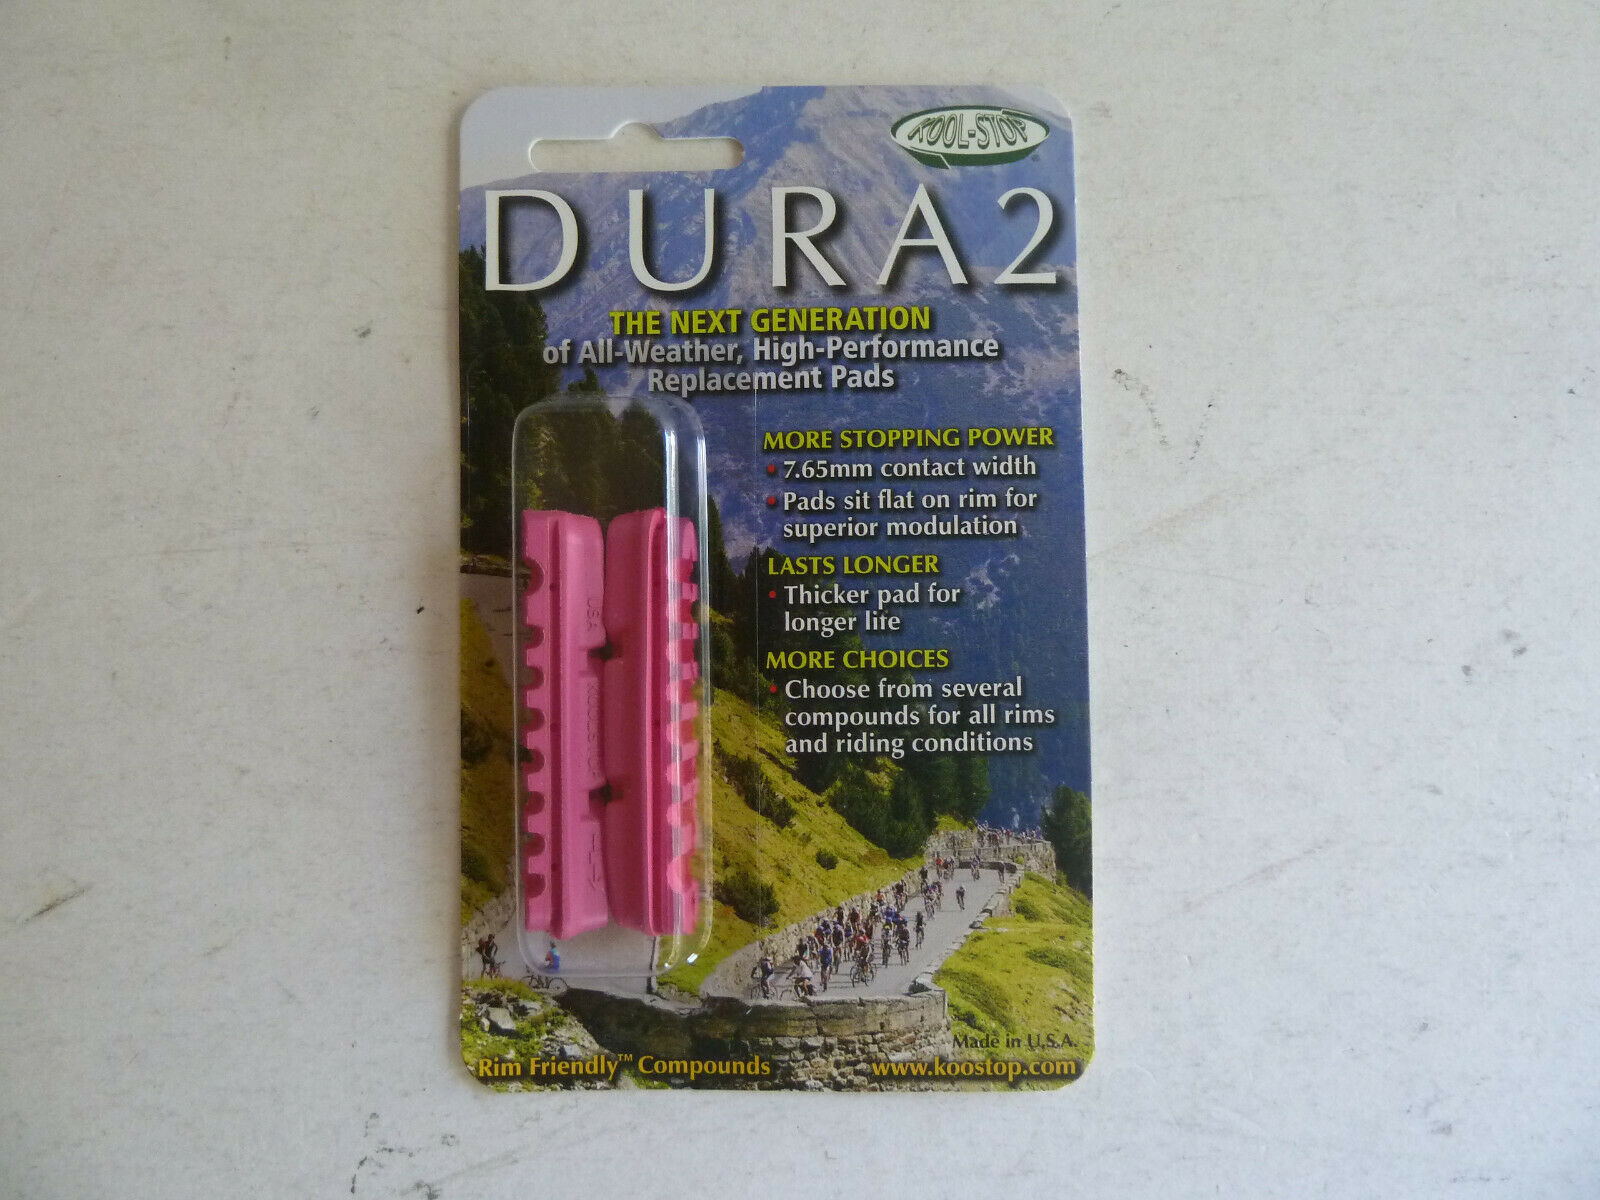 KOOL-STOP
DURA2
THE NEXT GENERATION
of All-Weather, High-Performance
Replacement Pads
MORE STOPPING POWER
• 7.65mm contact width
• Pads sit flat on rim for
superior modulation
LASTS LONGER
• Thicker pad for
longer life
MORE CHOICES
• Choose from several
compounds for all rims
and riding conditions
USA
Made in U.S.A.
Rim Friendly™ Compounds
www.koostop.com